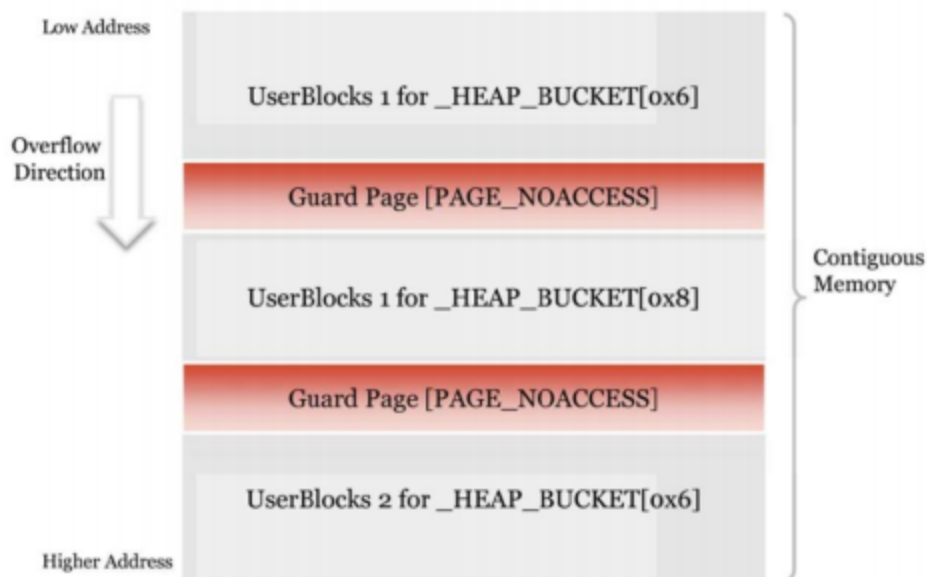 Low Address
UserBlocks 1 for _HEAP_BUCKET[0x6]
Overflow
Direction
Guard Page [PAGE_NOACCESS]
UserBlocks 1 for _HEAP_BUCKET[0x8]
Contiguous
Memory
Guard Page [PAGE_NOACCESS]
UserBlocks 2 for _HEAP_BUCKET[0x6]
Higher Address